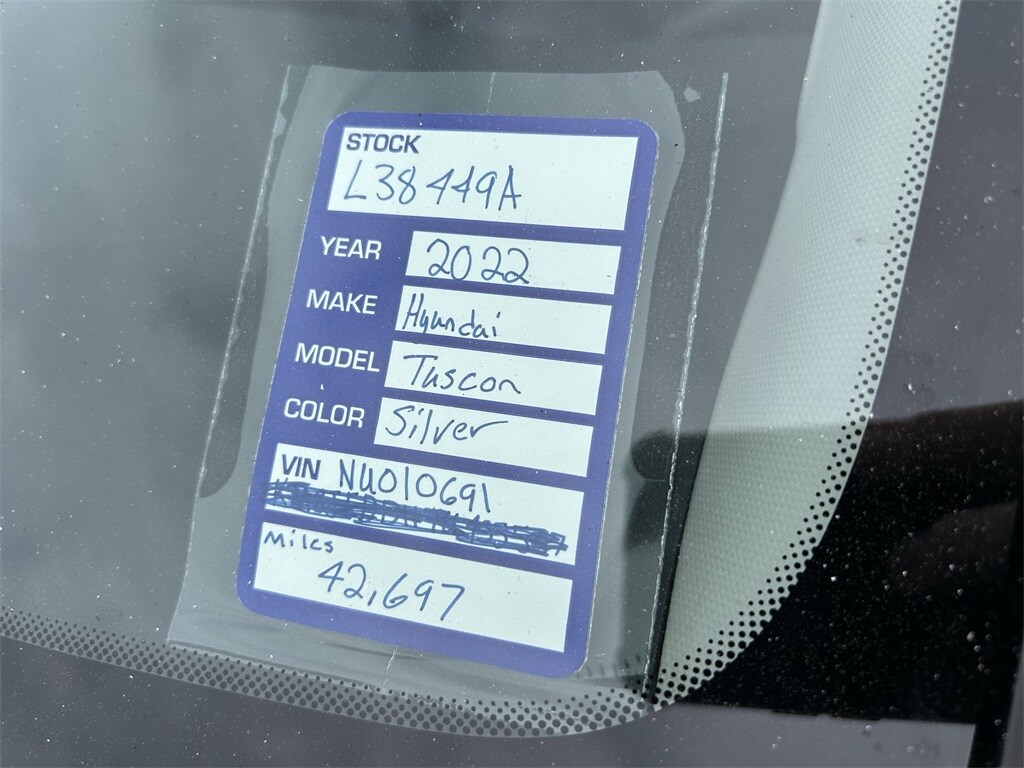 STOCK
L38449A
YEAR 2022
MAKE Hyundai
MODEL Tuscon
COLOR Silver
VIN NU010691
Miles
42,697